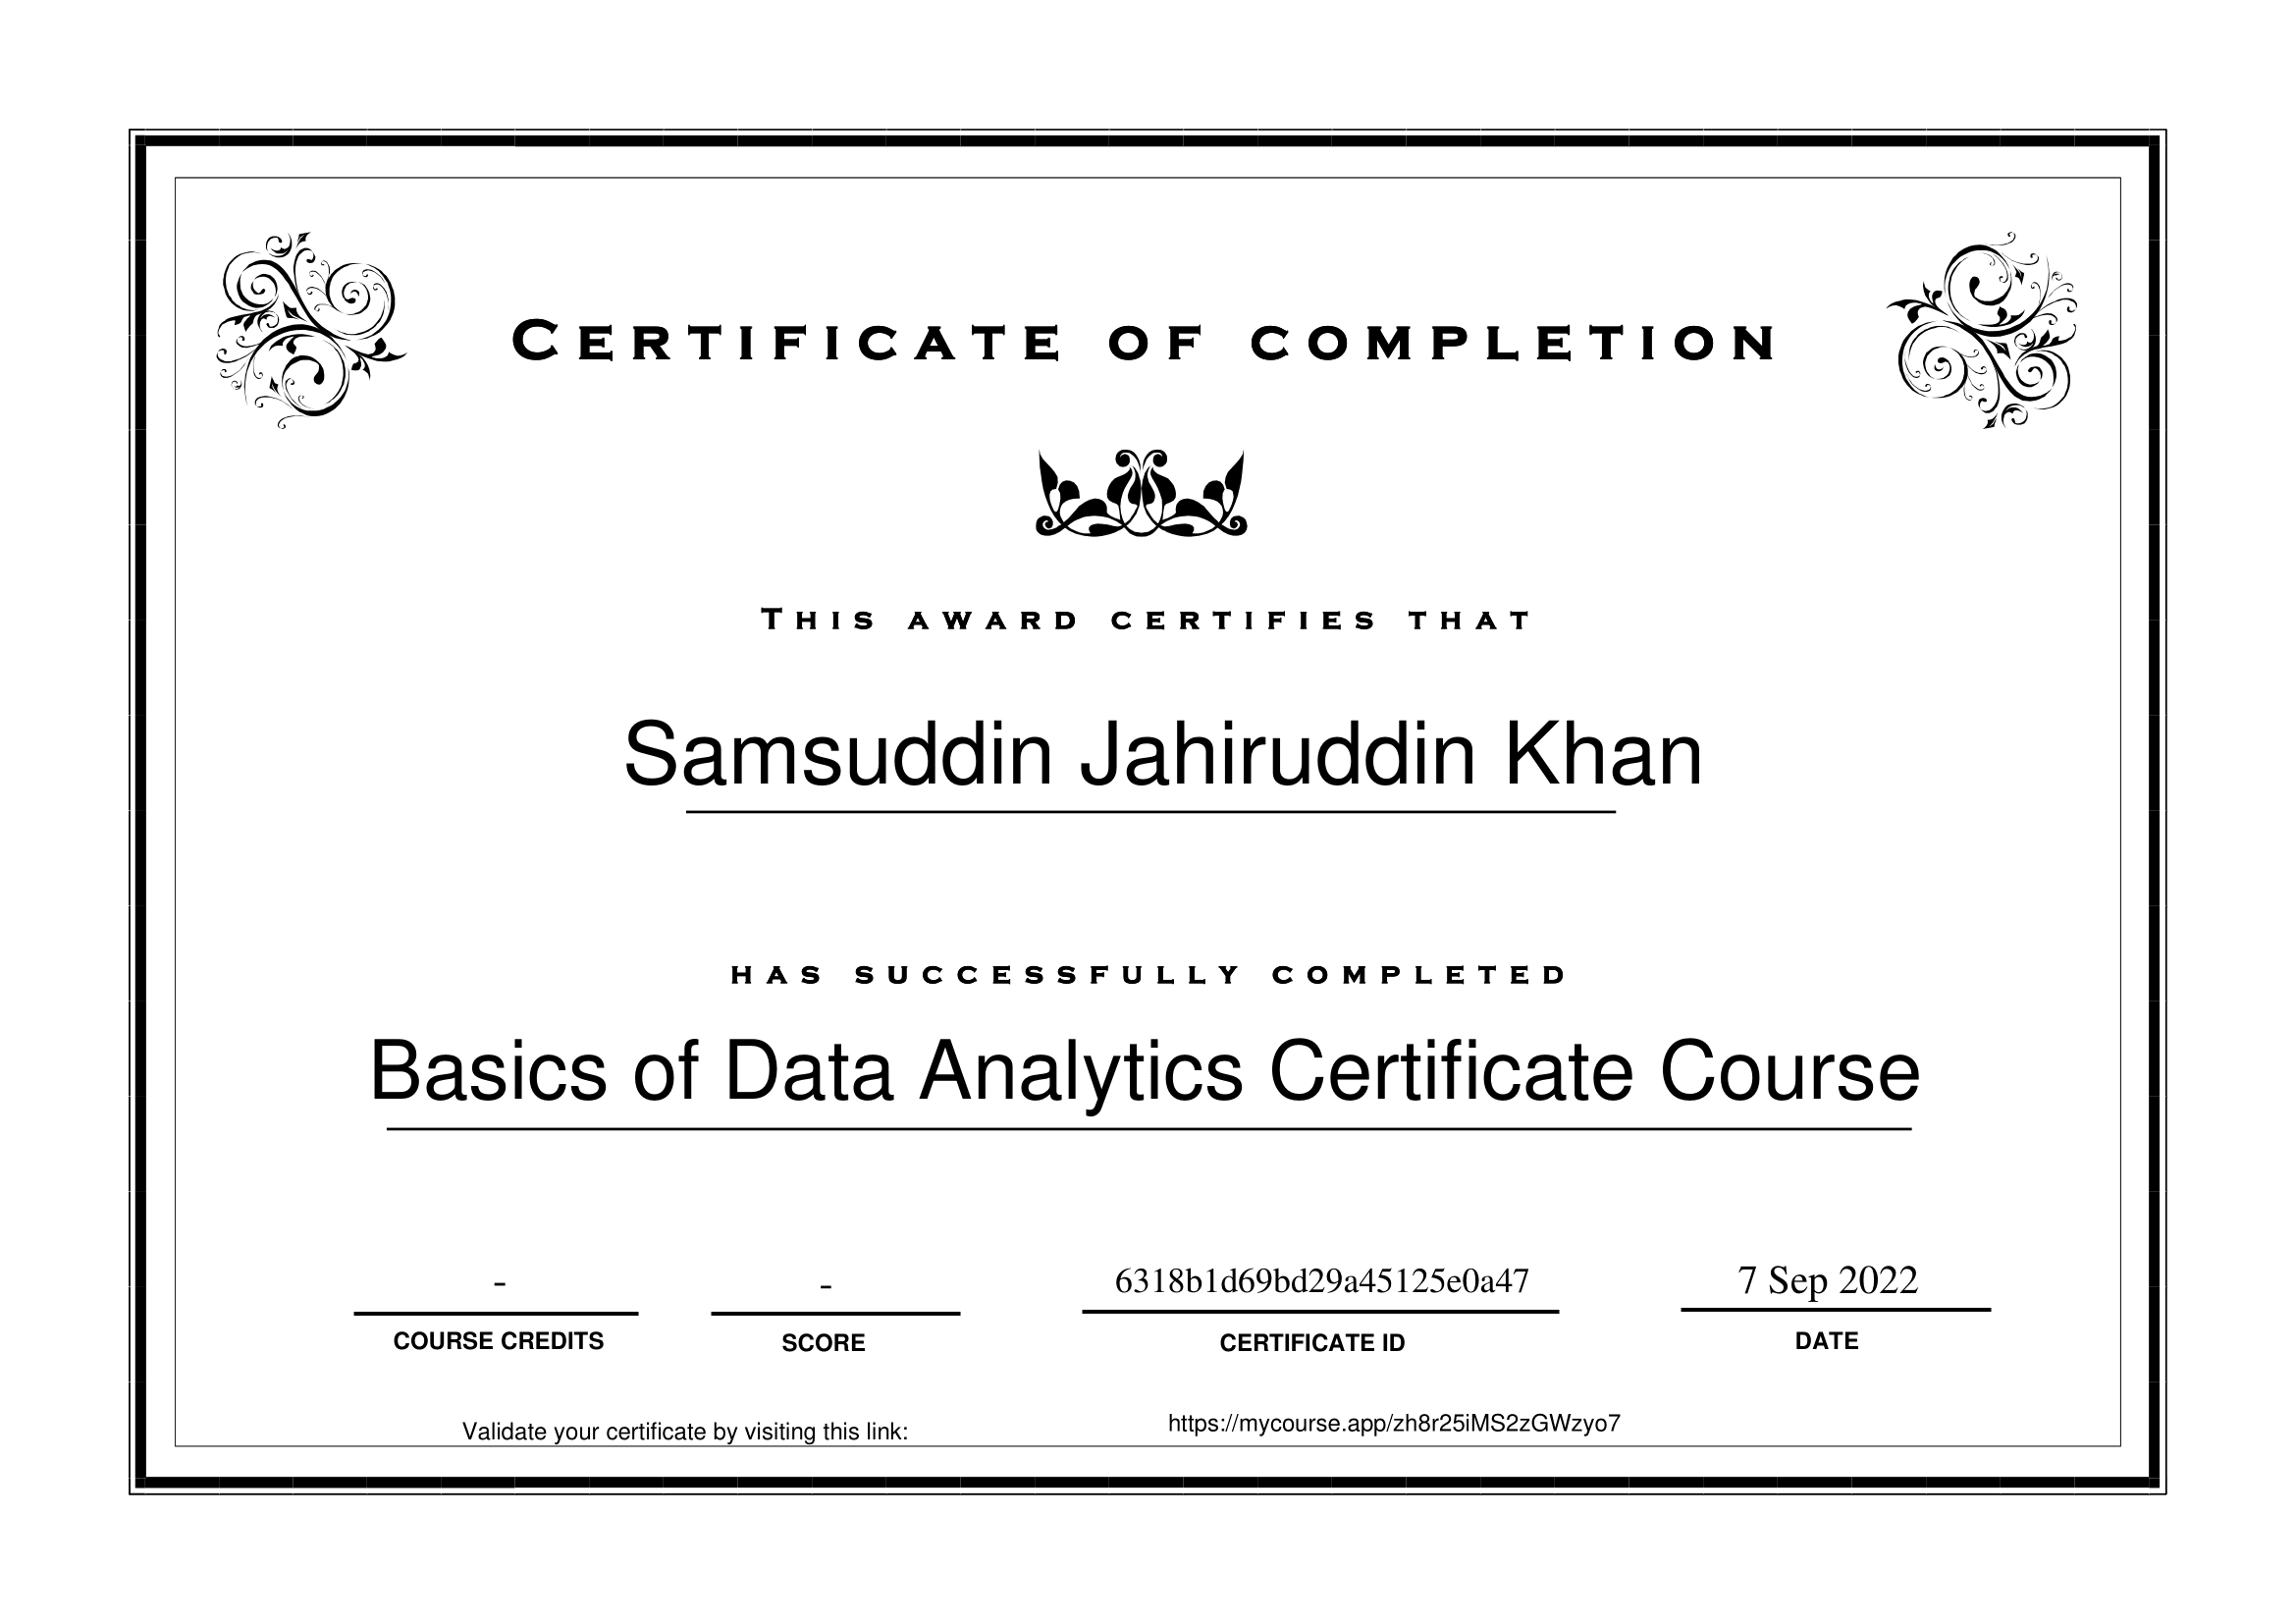 CERTIFICATE OF COMPLETION
THIS AWARD CERTIFIES THAT
Samsuddin Jahiruddin Khan
HAS SUCCESSFULLY COMPLETED
Basics of Data Analytics Certificate Course
- - 6318b1d69bd29a45125e0a47 7 Sep 2022
COURSE CREDITS SCORE CERTIFICATE ID DATE
Validate your certificate by visiting this link: https://mycourse.app/zh8r25iMS2zGWzyo7